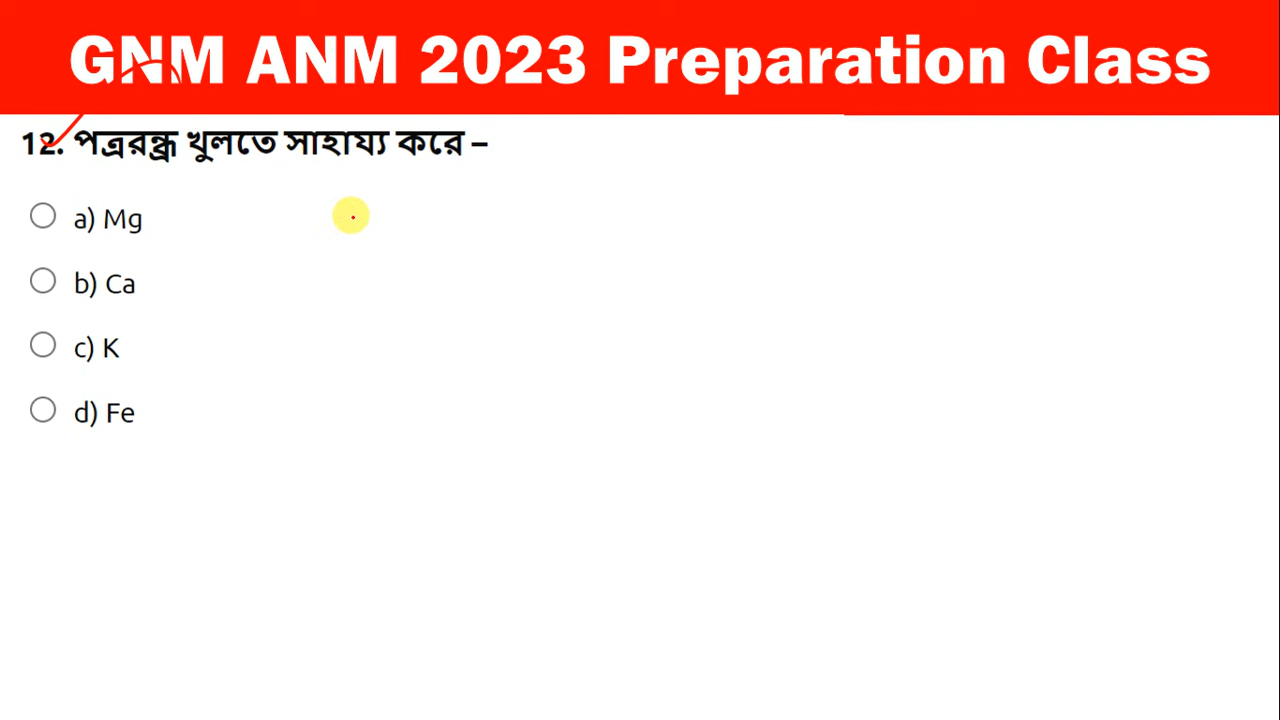 GNM ANM 2023 Preparation Class
12. পত্ররন্ধ্র খুলতে সাহায্য করে –
a) Mg
b) Ca
c) K
d) Fe